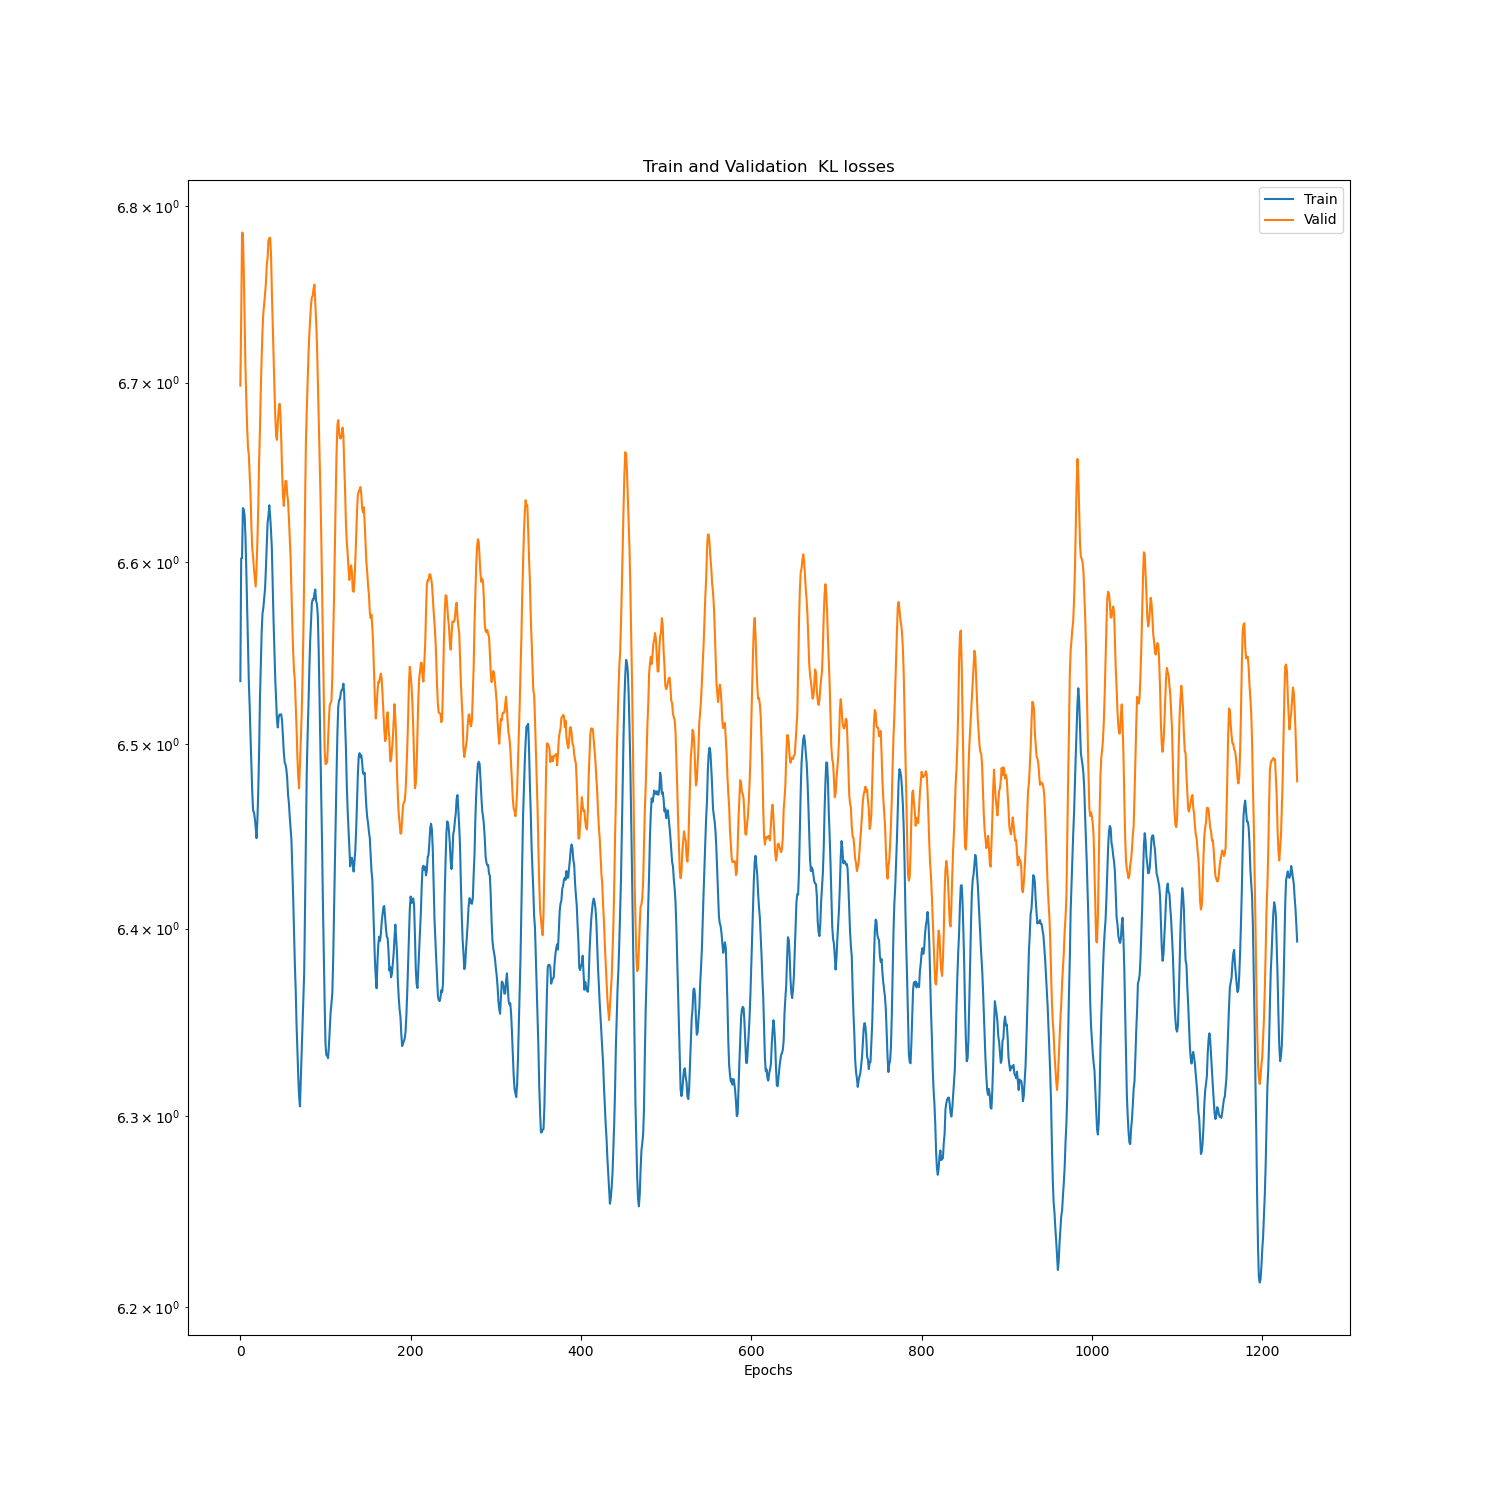 Train and Validation  KL losses
Train
Valid
6.8 × 10⁰
6.7 × 10⁰
6.6 × 10⁰
6.5 × 10⁰
6.4 × 10⁰
6.3 × 10⁰
6.2 × 10⁰
0 200 400 600 800 1000 1200
Epochs